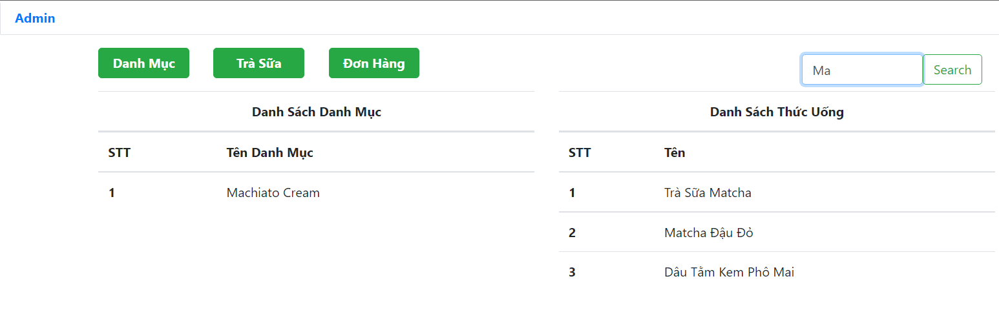 Admin
Danh Mục Trà Sữa Đơn Hàng Ma Search
Danh Sách Danh Mục
STT Tên Danh Mục
1 Machiato Cream
Danh Sách Thức Uống
STT Tên
1 Trà Sữa Matcha
2 Matcha Đậu Đỏ
3 Dâu Tằm Kem Phô Mai